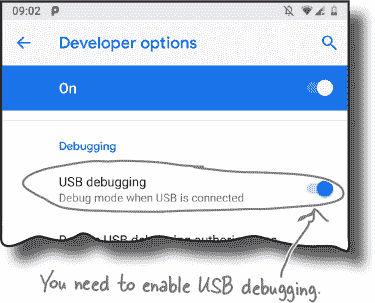 09:02
Developer options
On
Debugging
USB debugging
Debug mode when USB is connected
You need to enable USB debugging.